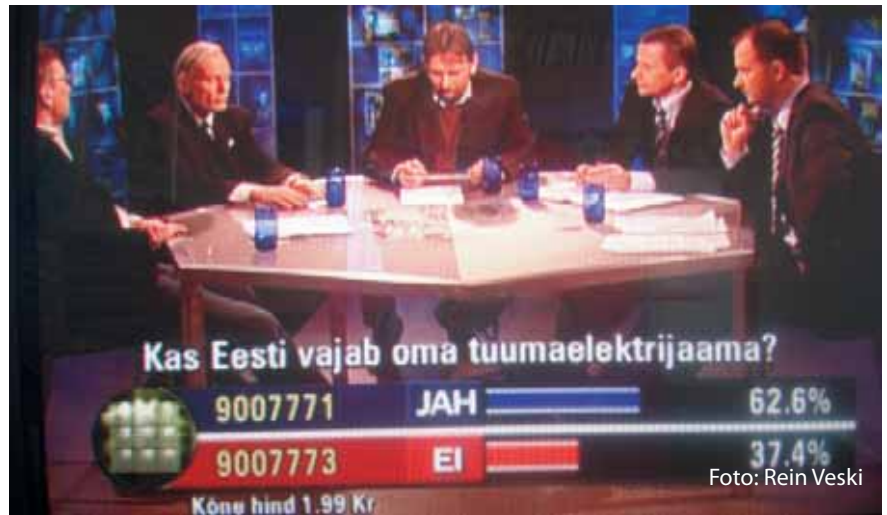 Kas Eesti vajab oma tuumaelektrijaama?
9007771 JAH 62.6%
9007773 EI 37.4%
Foto: Rein Veski
Kõne hind 1.99 Kr